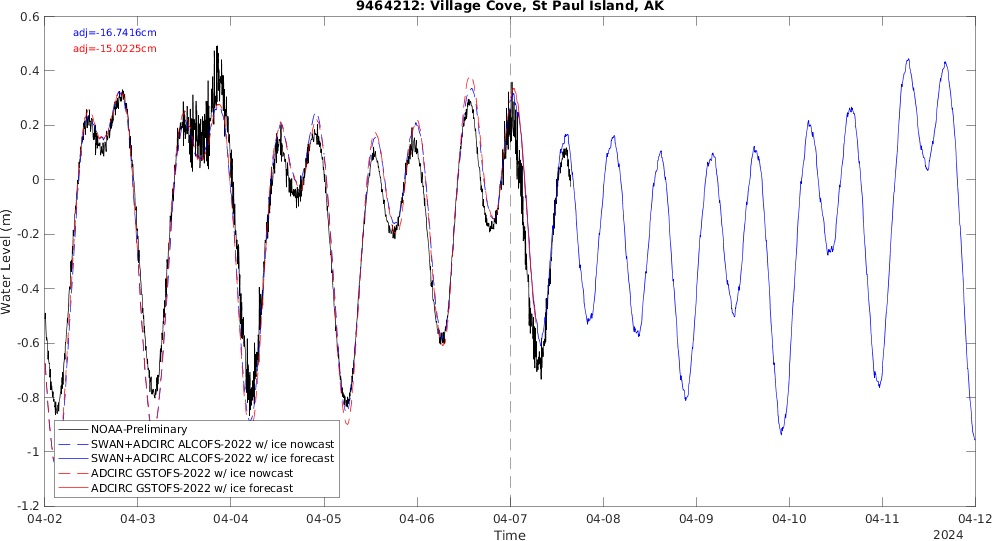 9464212: Village Cove, St Paul Island, AK
adj=-16.7416cm
adj=-15.0225cm
0.6
0.4
0.2
0
-0.2
-0.4
-0.6
-0.8
-1
-1.2
Water Level (m)
NOAA-Preliminary
SWAN+ADCIRC ALCOFS-2022 w/ ice nowcast
SWAN+ADCIRC ALCOFS-2022 w/ ice forecast
ADCIRC GSTOFS-2022 w/ ice nowcast
ADCIRC GSTOFS-2022 w/ ice forecast
04-02 04-03 04-04 04-05 04-06 04-07 04-08 04-09 04-10 04-11 04-12
Time
2024